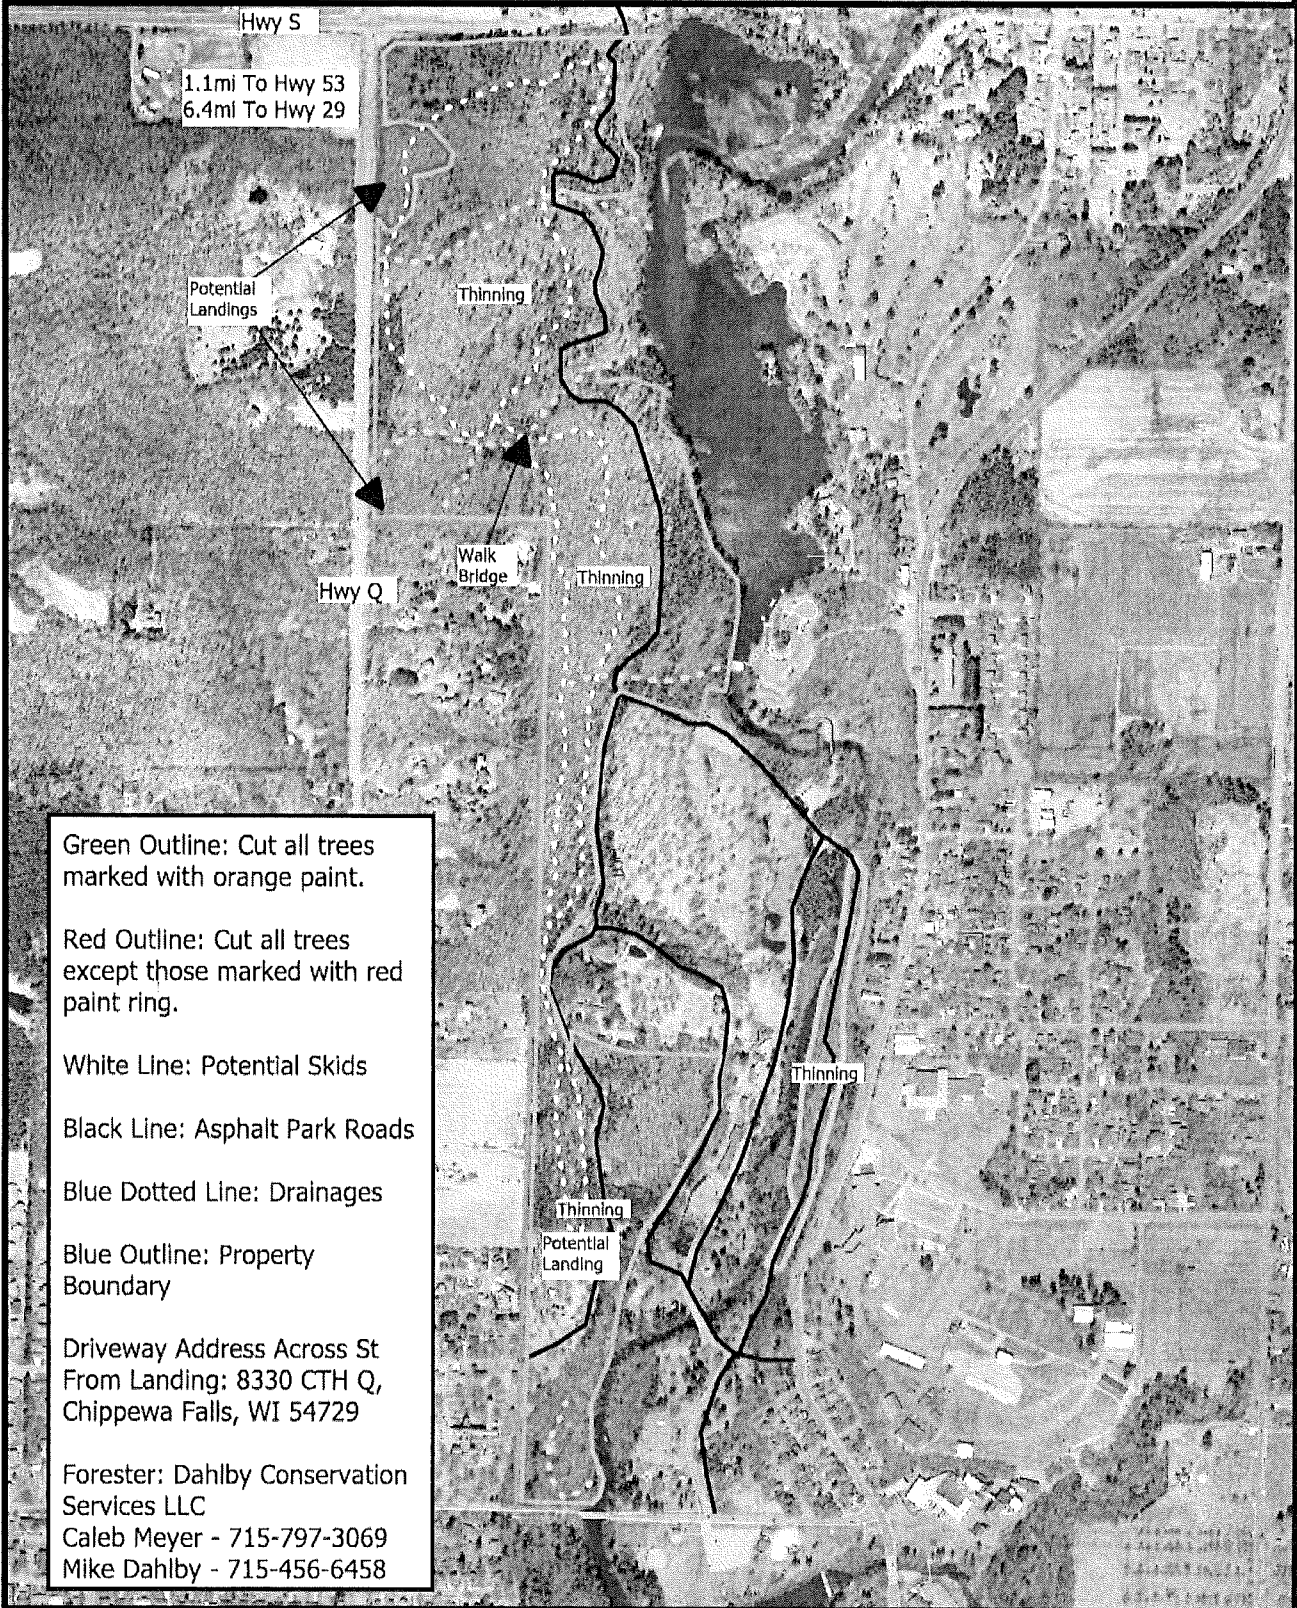 Hwy S
1.1mi To Hwy 53
6.4mi To Hwy 29
Potential
Landings
Thinning
Walk
Bridge
Thinning
Hwy Q
Green Outline: Cut all trees
marked with orange paint.
Red Outline: Cut all trees
except those marked with red
paint ring.
White Line: Potential Skids
Black Line: Asphalt Park Roads
Blue Dotted Line: Drainages
Blue Outline: Property
Boundary
Driveway Address Across St
From Landing: 8330 CTH Q,
Chippewa Falls, WI 54729
Forester: Dahlby Conservation
Services LLC
Caleb Meyer - 715-797-3069
Mike Dahlby - 715-456-6458
Thinning
Thinning
Potential
Landing